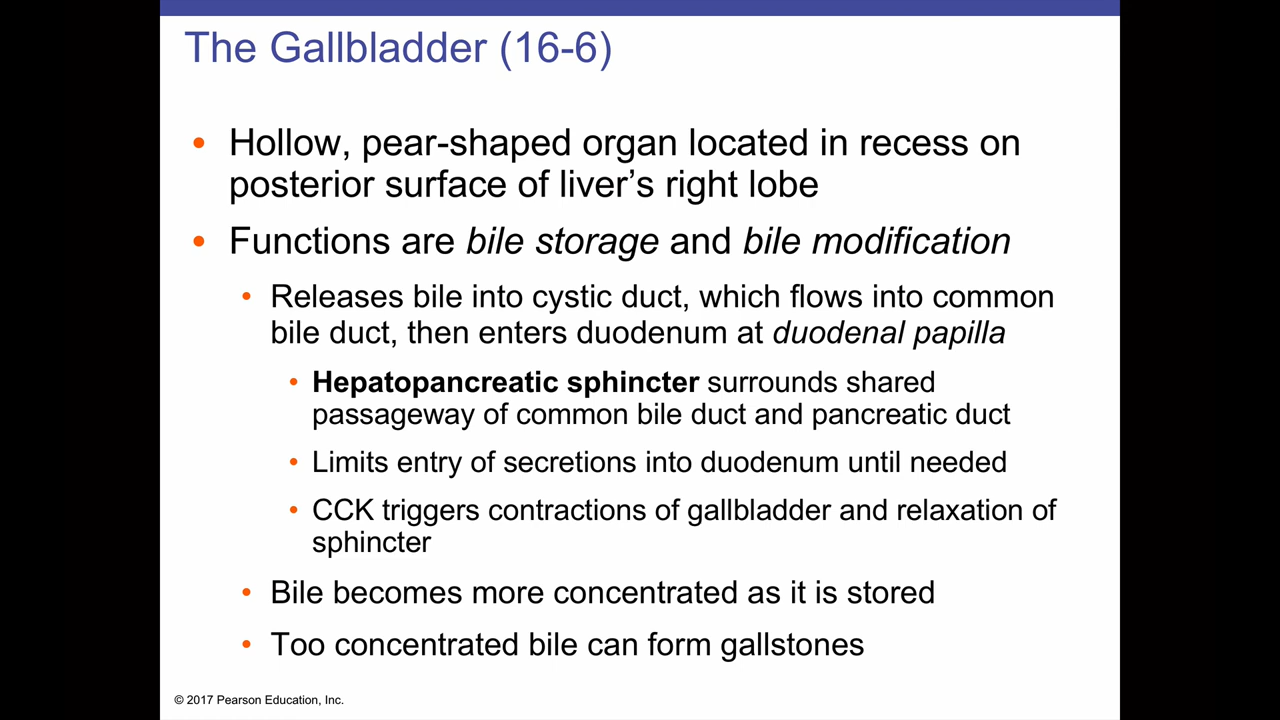 The Gallbladder (16-6)
• Hollow, pear-shaped organ located in recess on
posterior surface of liver’s right lobe
• Functions are bile storage and bile modification
• Releases bile into cystic duct, which flows into common
bile duct, then enters duodenum at duodenal papilla
• Hepatopancreatic sphincter surrounds shared
passageway of common bile duct and pancreatic duct
• Limits entry of secretions into duodenum until needed
• CCK triggers contractions of gallbladder and relaxation of
sphincter
• Bile becomes more concentrated as it is stored
• Too concentrated bile can form gallstones
© 2017 Pearson Education, Inc.